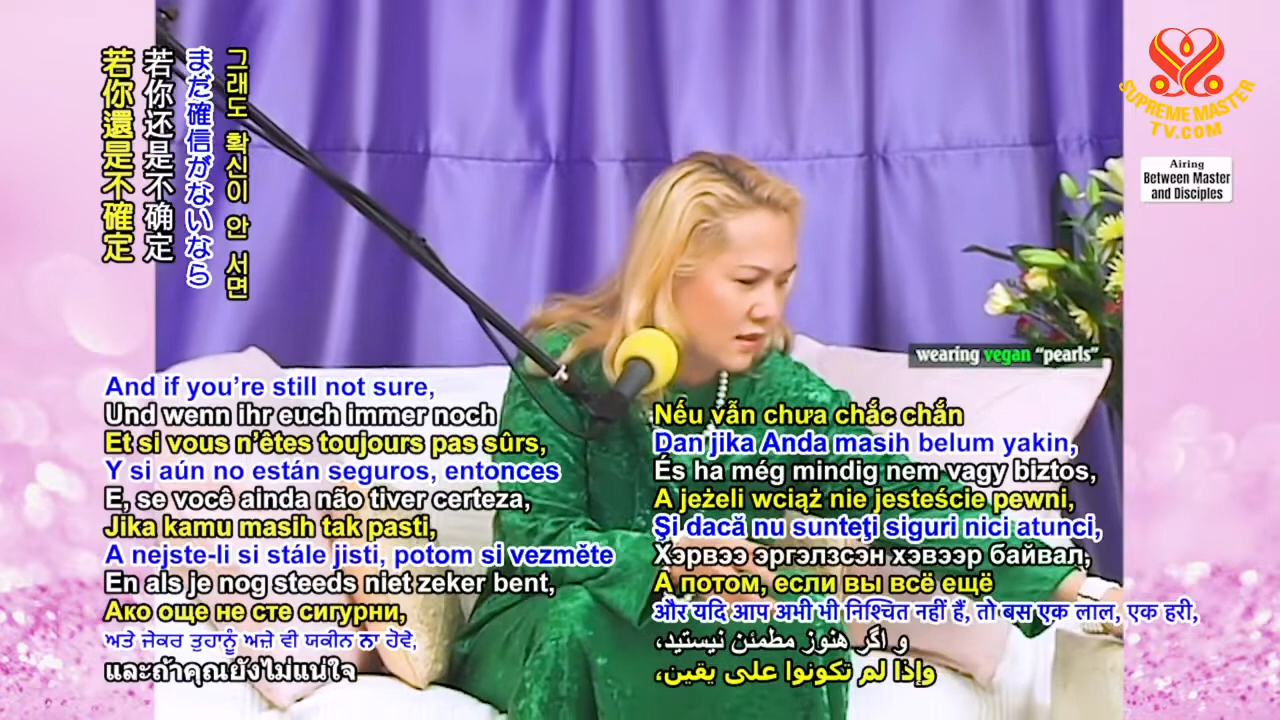 그래도 확신이 안 서면
まだ確信がないなら
若你还是不确定
若你還是不確定
SUPREME MASTER
TV.COM
Airing
Between Master
and Disciples
wearing vegan “pearls”
And if you’re still not sure,
Und wenn ihr euch immer noch
Et si vous n’êtes toujours pas sûrs,
Y si aún no están seguros, entonces
E, se você ainda não tiver certeza,
Jika kamu masih tak pasti,
A nejste-li si stále jisti, potom si vezměte
En als je nog steeds niet zeker bent,
Ако още не сте сигурни,
ਅਤੇ ਜੇਕਰ ਤੁਹਾਨੂੰ ਅਜੇ ਵੀ ਯਕੀਨ ਨਾ ਹੋਵੇ,
และถ้าคุณยังไม่แน่ใจ
Nếu vẫn chưa chắc chắn
Dan jika Anda masih belum yakin,
És ha még mindig nem vagy biztos,
A jeżeli wciąż nie jesteście pewni,
Şi dacă nu sunteţi siguri nici atunci,
Хэрвээ эргэлзсэн хэвээр байвал,
А потом, если вы всё ещё
और यदि आप अभी भी निश्चित नहीं हैं, तो बस एक लाल, एक हरी,
و اگر هنوز مطمئن نیستید،
وإذا لم تكونوا على يقين،